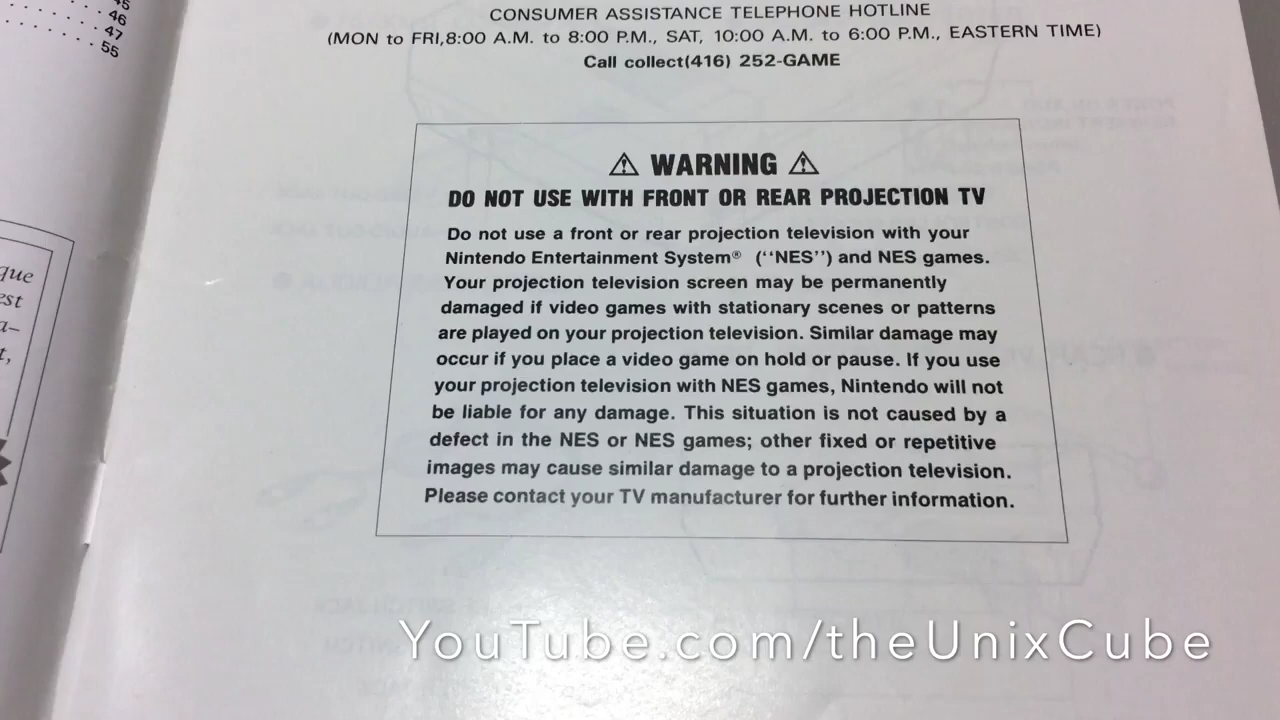 45
46
47
55
que
est
a–
t,
CONSUMER ASSISTANCE TELEPHONE HOTLINE
(MON to FRI,8:00 A.M. to 8:00 P.M., SAT, 10:00 A.M. to 6:00 P.M., EASTERN TIME)
Call collect(416) 252-GAME
⚠ WARNING ⚠
DO NOT USE WITH FRONT OR REAR PROJECTION TV
Do not use a front or rear projection television with your
Nintendo Entertainment System® (‘‘NES’’) and NES games.
Your projection television screen may be permanently
damaged if video games with stationary scenes or patterns
are played on your projection television. Similar damage may
occur if you place a video game on hold or pause. If you use
your projection television with NES games, Nintendo will not
be liable for any damage. This situation is not caused by a
defect in the NES or NES games; other fixed or repetitive
images may cause similar damage to a projection television.
Please contact your TV manufacturer for further information.
YouTube.com/theUnixCube